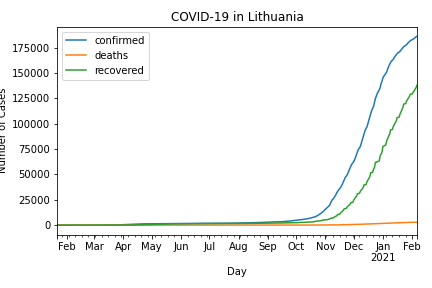 COVID-19 in Lithuania
confirmed
deaths
recovered
175000
150000
125000
100000
75000
50000
25000
0
Number of Cases
Feb Mar Apr May Jun Jul Aug Sep Oct Nov Dec Jan Feb
2021
Day